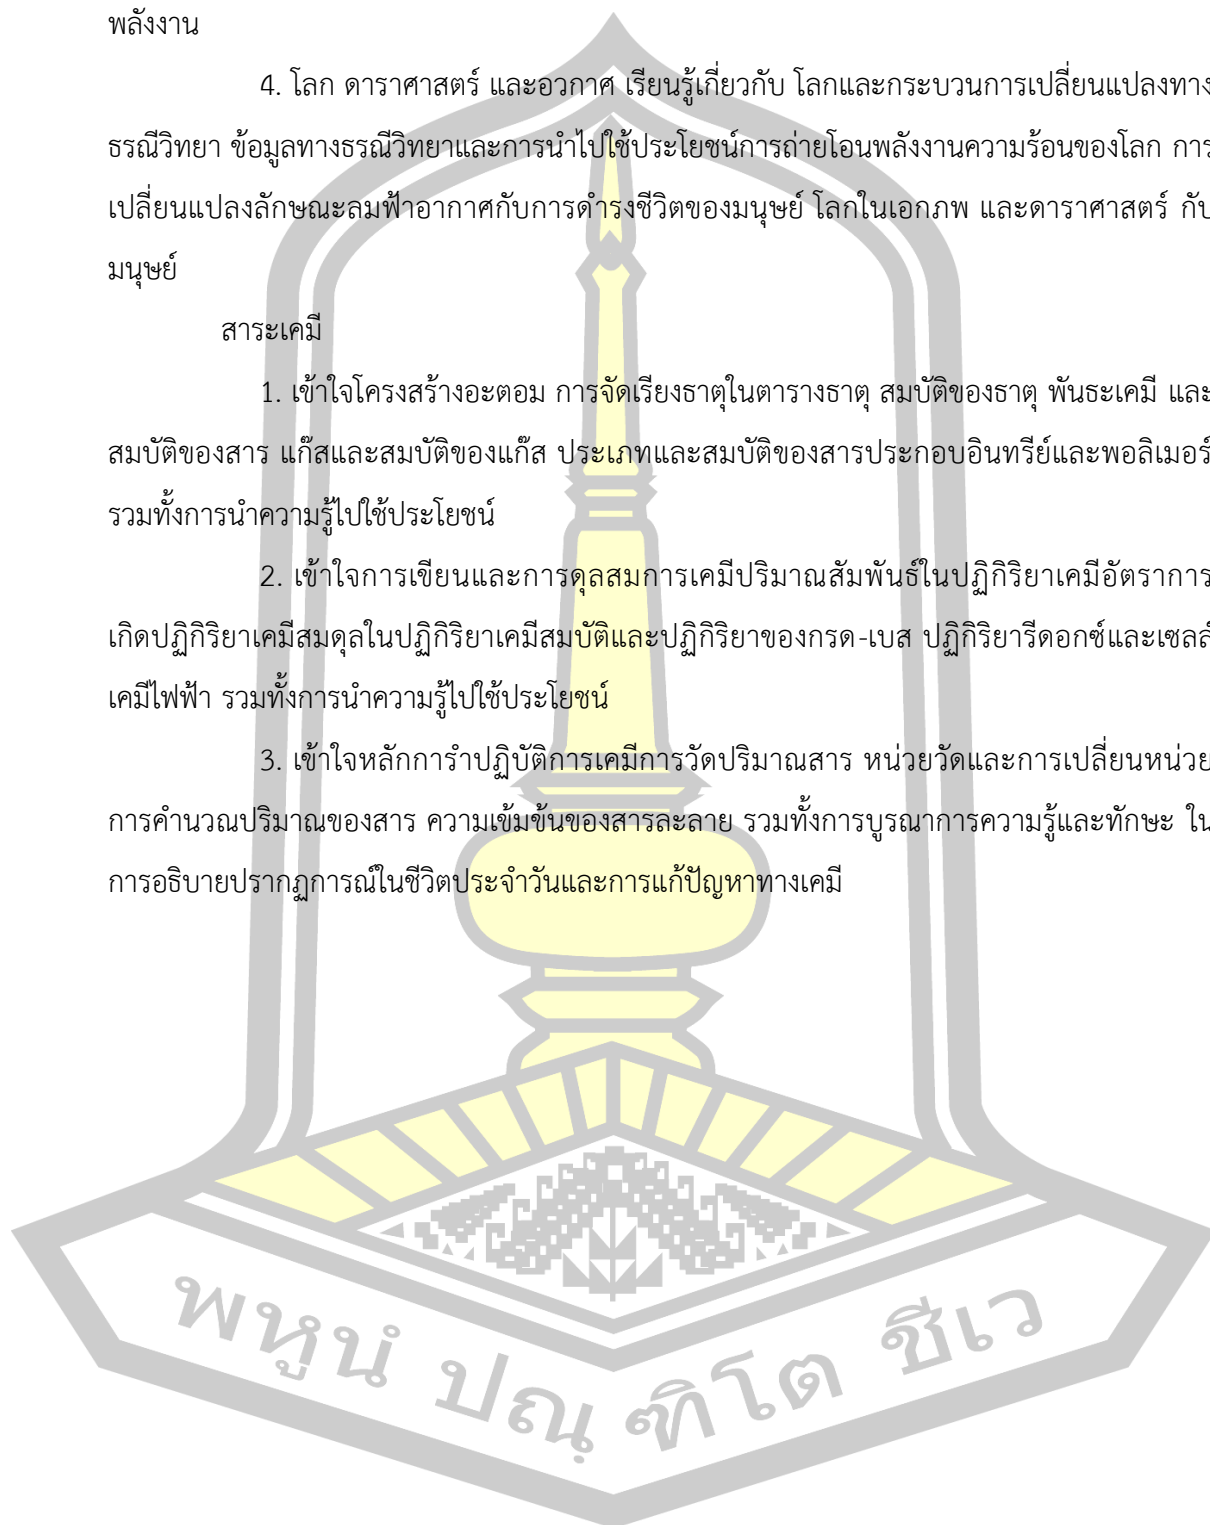 พลังงาน
4. โลก ดาราศาสตร์ และอวกาศ เรียนรู้เกี่ยวกับ โลกและกระบวนการเปลี่ยนแปลงทาง
ธรณีวิทยา ข้อมูลทางธรณีวิทยาและการนำไปใช้ประโยชน์การถ่ายโอนพลังงานความร้อนของโลก การ
เปลี่ยนแปลงลักษณะลมฟ้าอากาศกับการดำรงชีวิตของมนุษย์ โลกในเอกภพ และดาราศาสตร์ กับ
มนุษย์
สาระเคมี
1. เข้าใจโครงสร้างอะตอม การจัดเรียงธาตุในตารางธาตุ สมบัติของธาตุ พันธะเคมี และ
สมบัติของสาร แก๊สและสมบัติของแก๊ส ประเภทและสมบัติของสารประกอบอินทรีย์และพอลิเมอร์
รวมทั้งการนำความรู้ไปใช้ประโยชน์
2. เข้าใจการเขียนและการดุลสมการเคมีปริมาณสัมพันธ์ในปฏิกิริยาเคมีอัตราการ
เกิดปฏิกิริยาเคมีสมดุลในปฏิกิริยาเคมีสมบัติและปฏิกิริยาของกรด-เบส ปฏิกิริยารีดอกซ์และเซลล์
เคมีไฟฟ้า รวมทั้งการนำความรู้ไปใช้ประโยชน์
3. เข้าใจหลักการำปฏิบัติการเคมีการวัดปริมาณสาร หน่วยวัดและการเปลี่ยนหน่วย
การคำนวณปริมาณของสาร ความเข้มข้นของสารละลาย รวมทั้งการบูรณาการความรู้และทักษะ ใน
การอธิบายปรากฏการณ์ในชีวิตประจำวันและการแก้ปัญหาทางเคมี
พหูนํ ปณฺ ฑิโต ชีเว